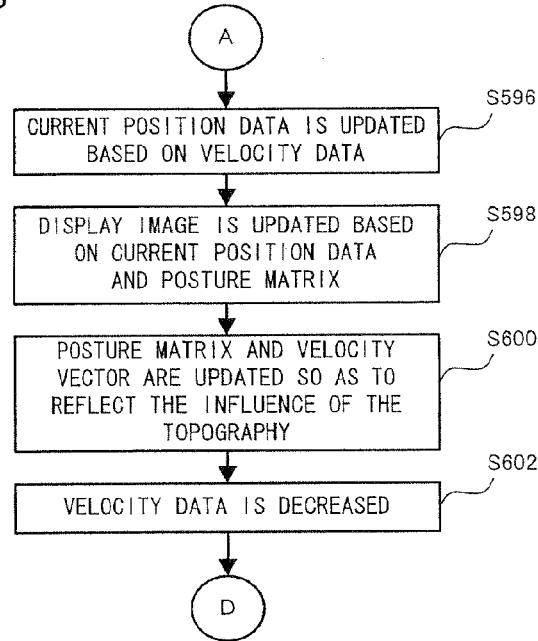 A
S596
CURRENT POSITION DATA IS UPDATED
BASED ON VELOCITY DATA
S598
DISPLAY IMAGE IS UPDATED BASED
ON CURRENT POSITION DATA
AND POSTURE MATRIX
S600
POSTURE MATRIX AND VELOCITY
VECTOR ARE UPDATED SO AS TO
REFLECT THE INFLUENCE OF THE
TOPOGRAPHY
S602
VELOCITY DATA IS DECREASED
D